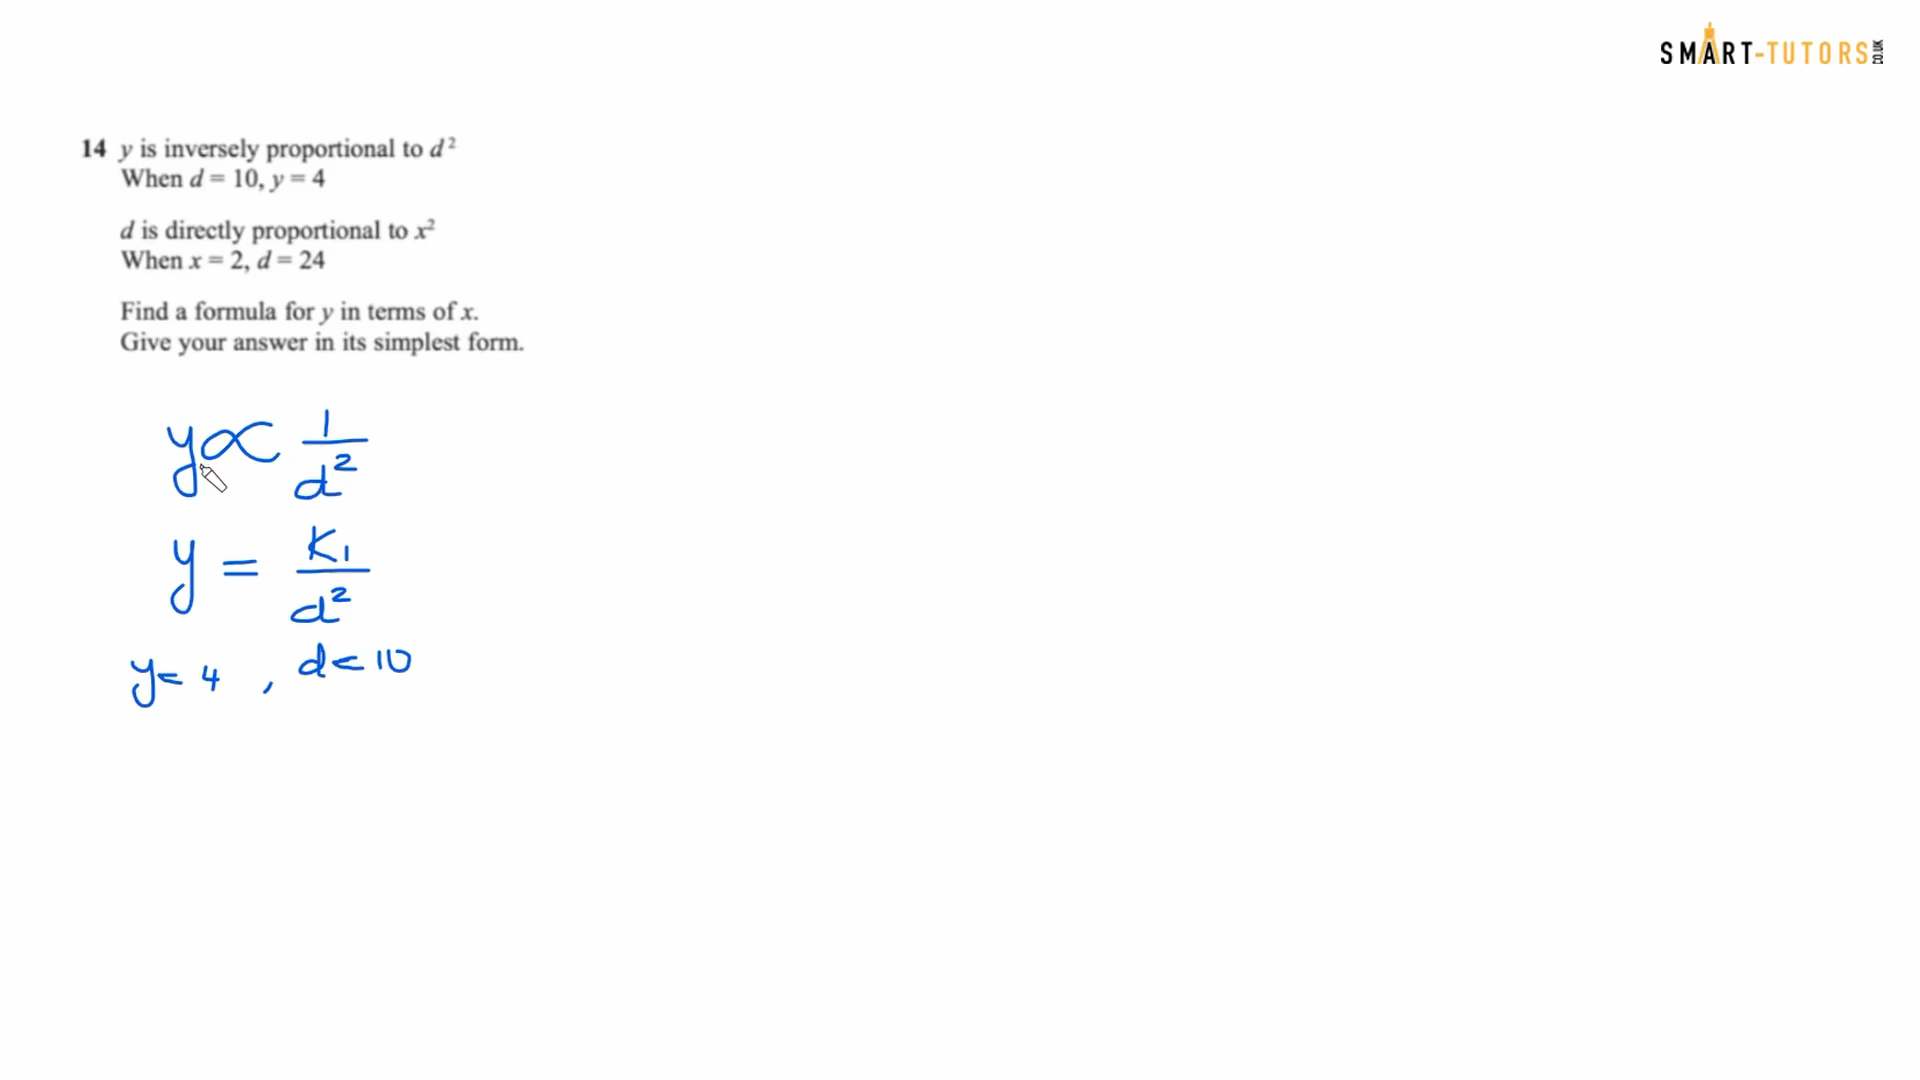 SMART-TUTORS.CO.UK
14 y is inversely proportional to d²
When d = 10, y = 4
d is directly proportional to x²
When x = 2, d = 24
Find a formula for y in terms of x.
Give your answer in its simplest form.
y ∝ 1/d²
y = K₁/d²
y = 4 , d = 10